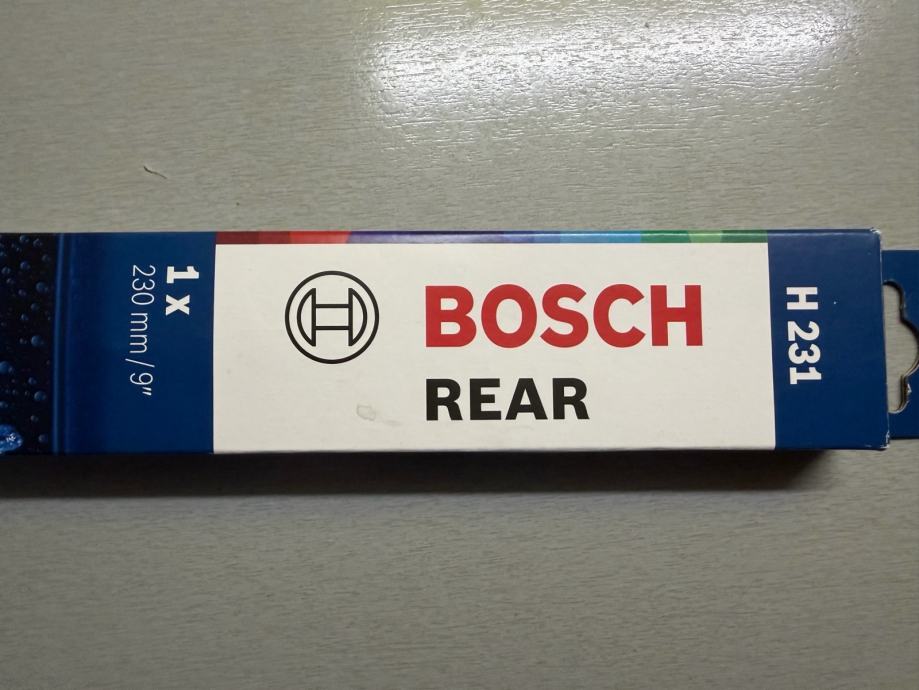 1 x
230 mm / 9"
BOSCH
REAR
H 231